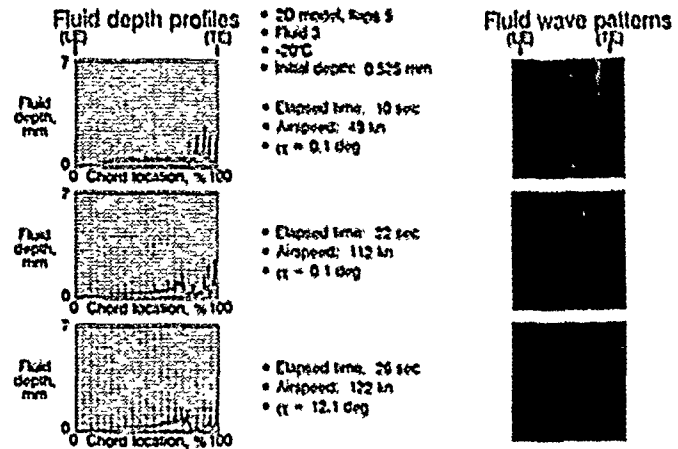 Fluid depth profiles
(LE) (TE)
7
Fluid
depth,
mm
0
0 Chord location, % 100
• 2D model, flaps 5
• Fluid 3
• -20°C
• Initial depth: 0.525 mm
• Elapsed time, 10 sec
• Airspeed: 49 kn
• α = 0.1 deg
Fluid wave patterns
(LE) (TE)
7
Fluid
depth,
mm
0
0 Chord location, % 100
• Elapsed time: 22 sec
• Airspeed: 112 kn
• α = 0.1 deg
7
Fluid
depth,
mm
0
0 Chord location, % 100
• Elapsed time, 26 sec
• Airspeed: 122 kn
• α = 12.1 deg